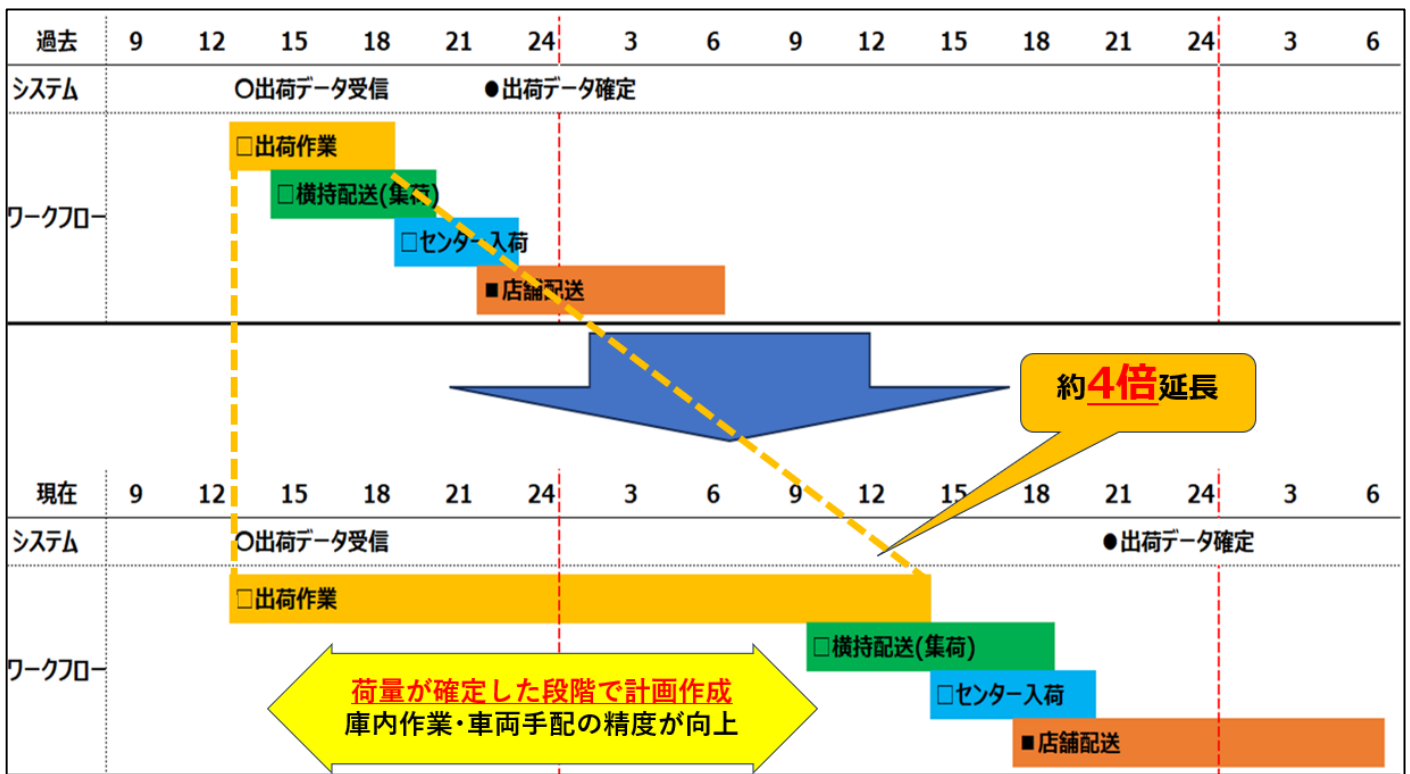 過去 9 12 15 18 21 24 3 6 9 12 15 18 21 24 3 6
システム ○出荷データ受信 ●出荷データ確定
□出荷作業
□横持配送(集荷)
ワークフロー
□センター入荷
■店舗配送
約4倍延長
現在 9 12 15 18 21 24 3 6 9 12 15 18 21 24 3 6
システム ○出荷データ受信 ●出荷データ確定
□出荷作業
□横持配送(集荷)
ワークフロー
荷量が確定した段階で計画作成
庫内作業・車両手配の精度が向上
□センター入荷
■店舗配送